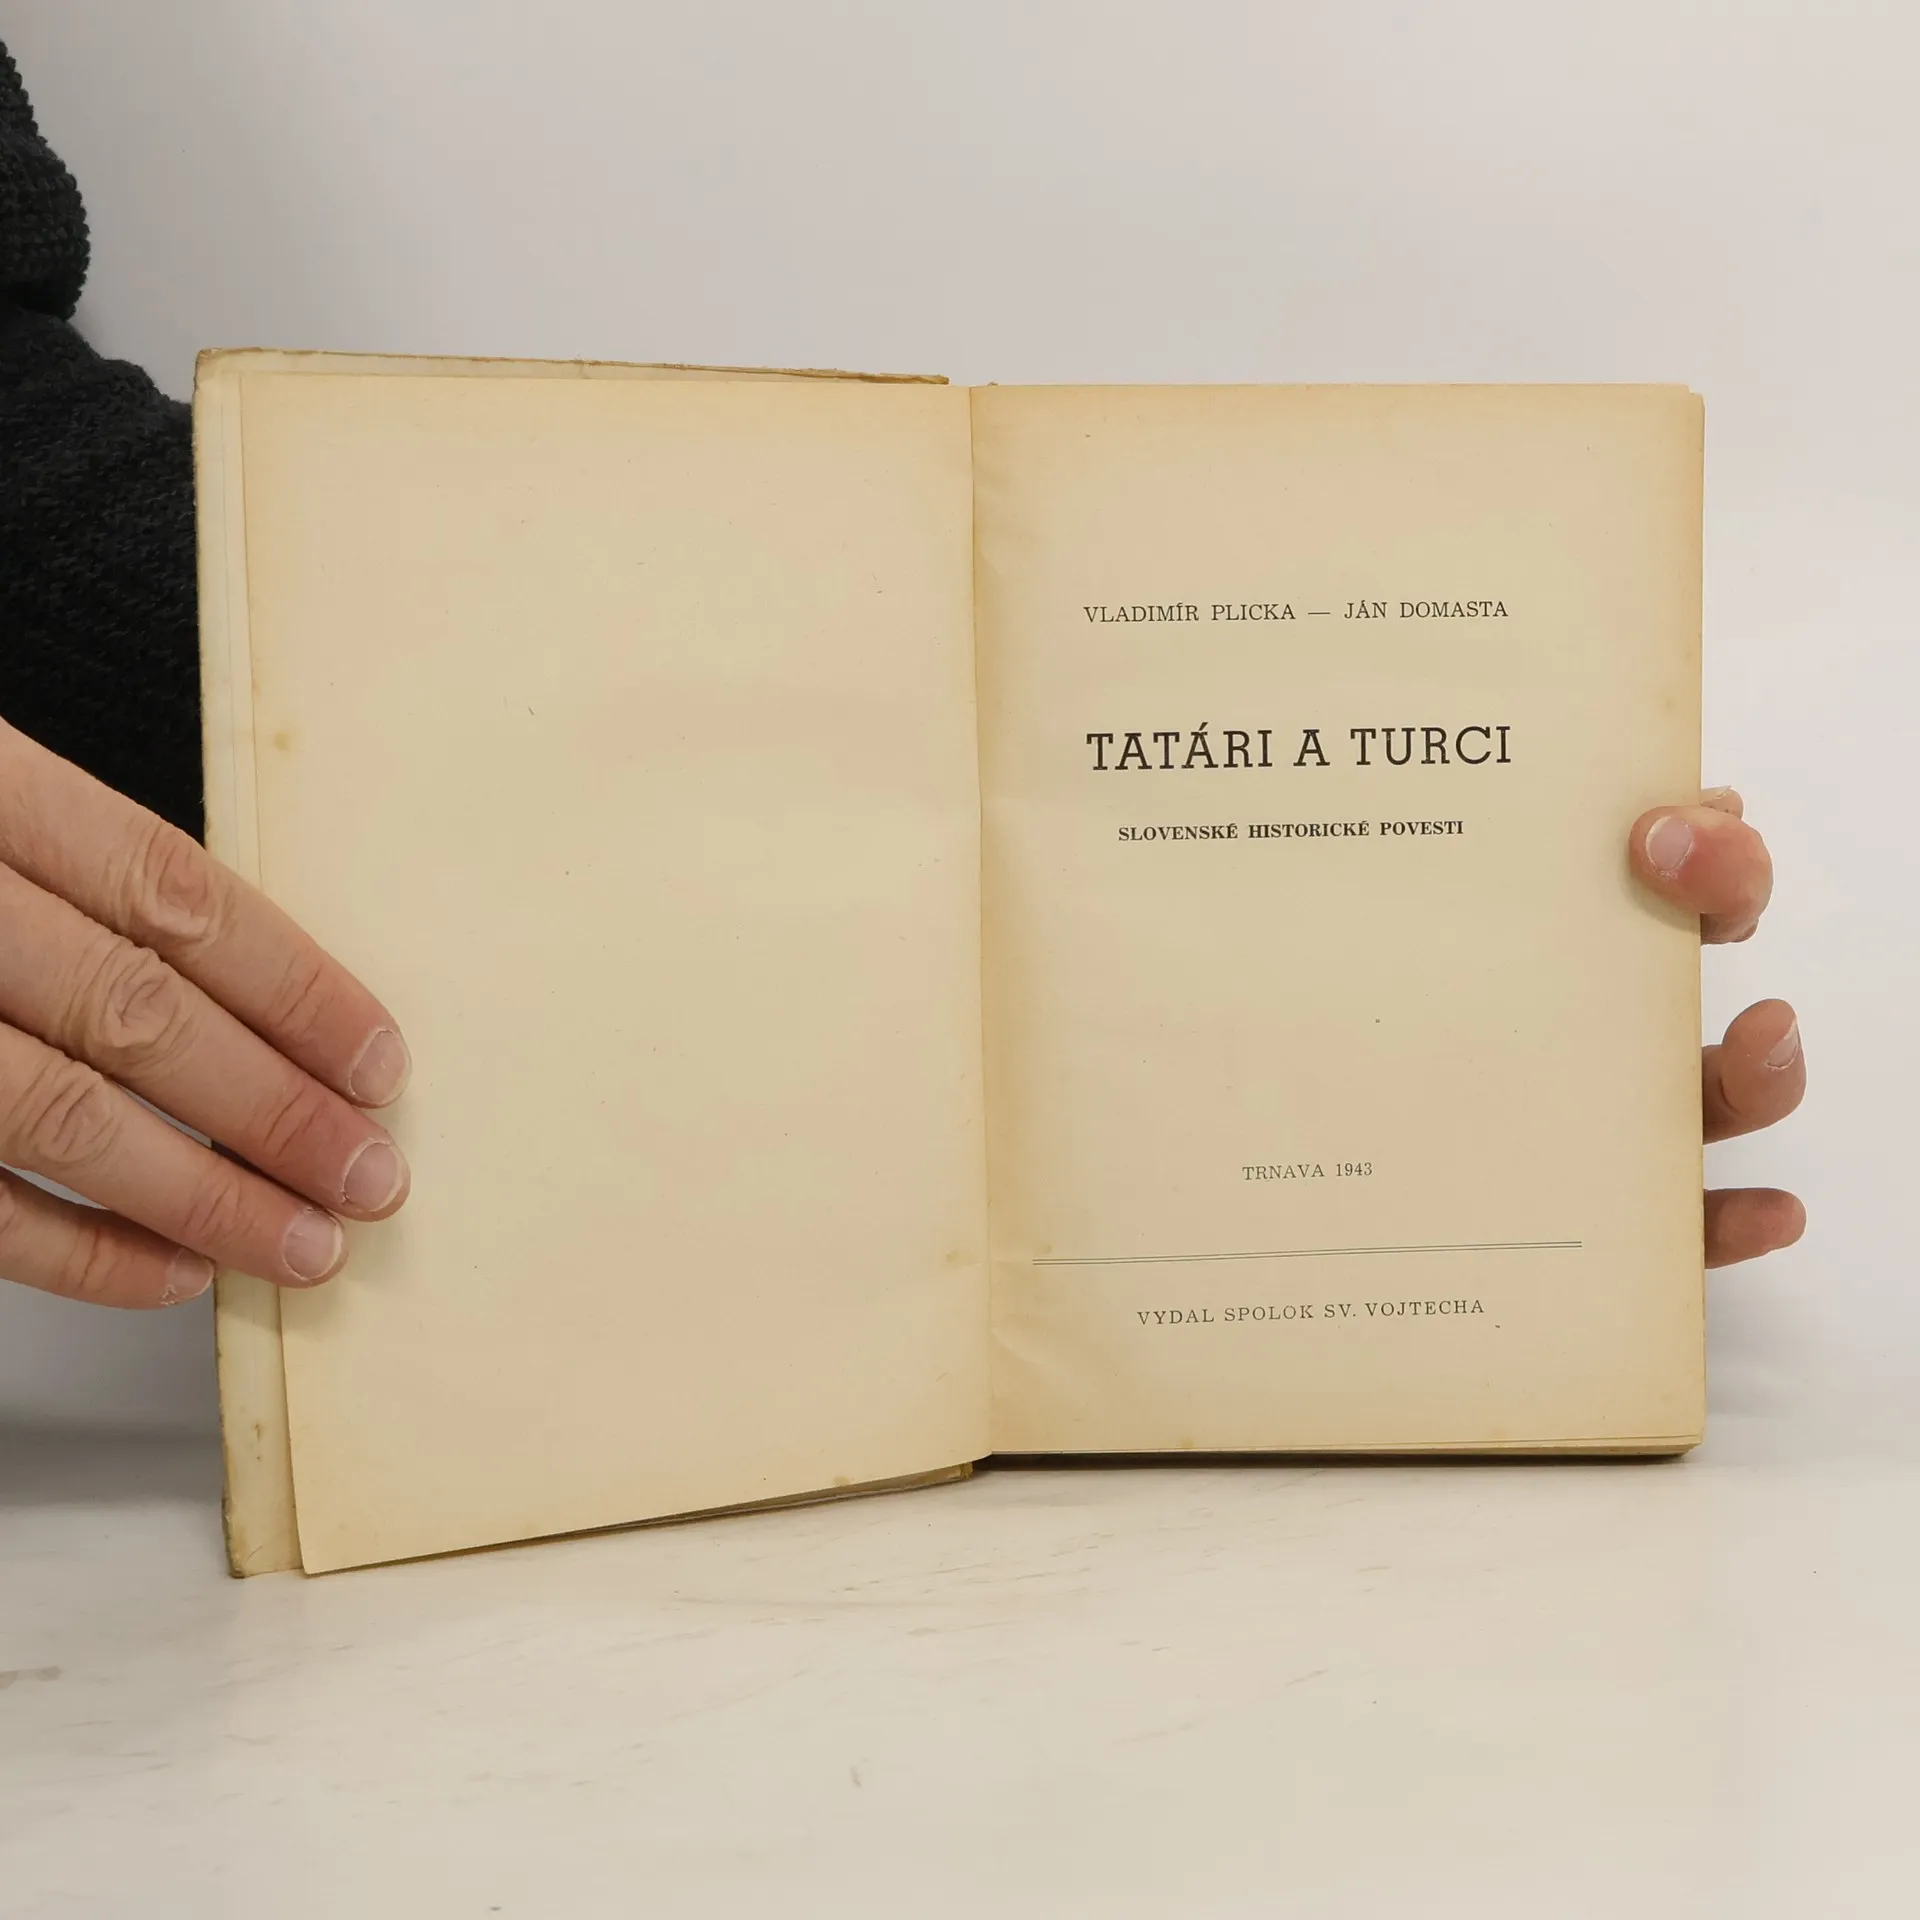 VLADIMÍR PLICKA — JÁN DOMASTA
TATÁRI A TURCI
SLOVENSKÉ HISTORICKÉ POVESTI
TRNAVA 1943
VYDAL SPOLOK SV. VOJTECHA